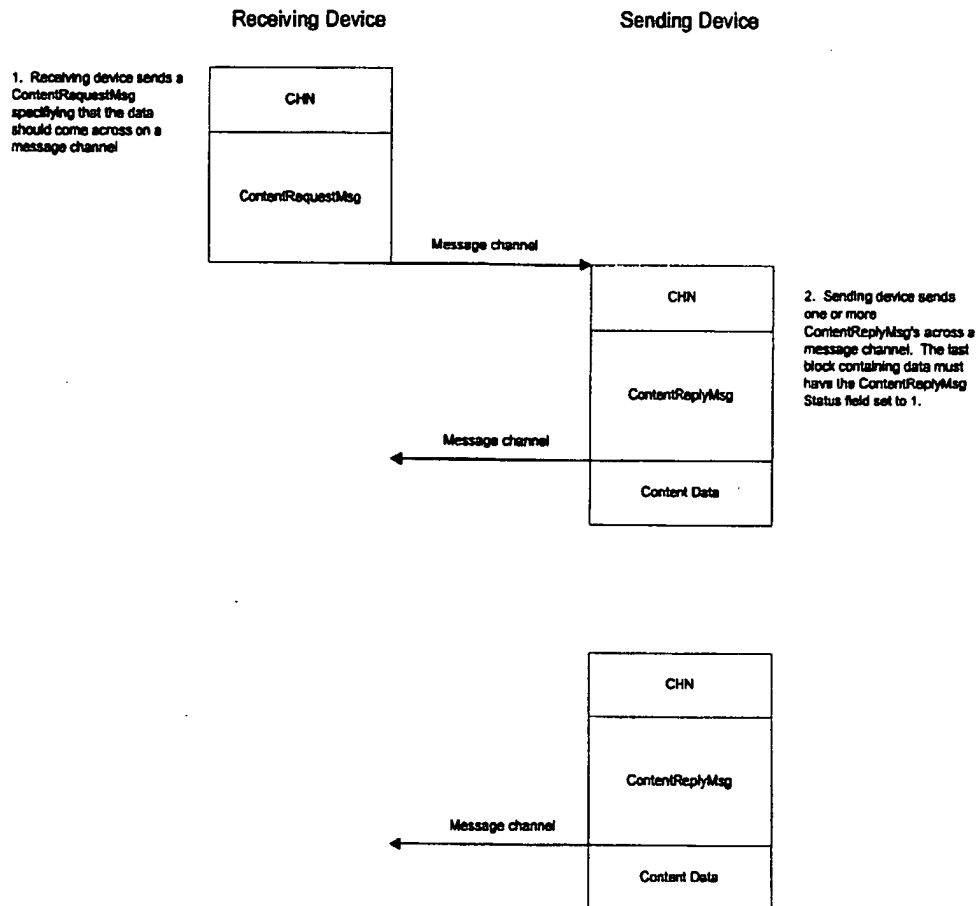 Receiving Device
Sending Device
1. Receiving device sends a
ContentRequestMsg
specifiying that the data
should come across on a
message channel
CHN
ContentRequestMsg
Message channel
CHN
ContentReplyMsg
Message channel
Content Data
2. Sending device sends
one or more
ContentReplyMsg's across a
message channel. The last
block containing data must
have the ContentReplyMsg
Status field set to 1.
CHN
ContentReplyMsg
Message channel
Content Data